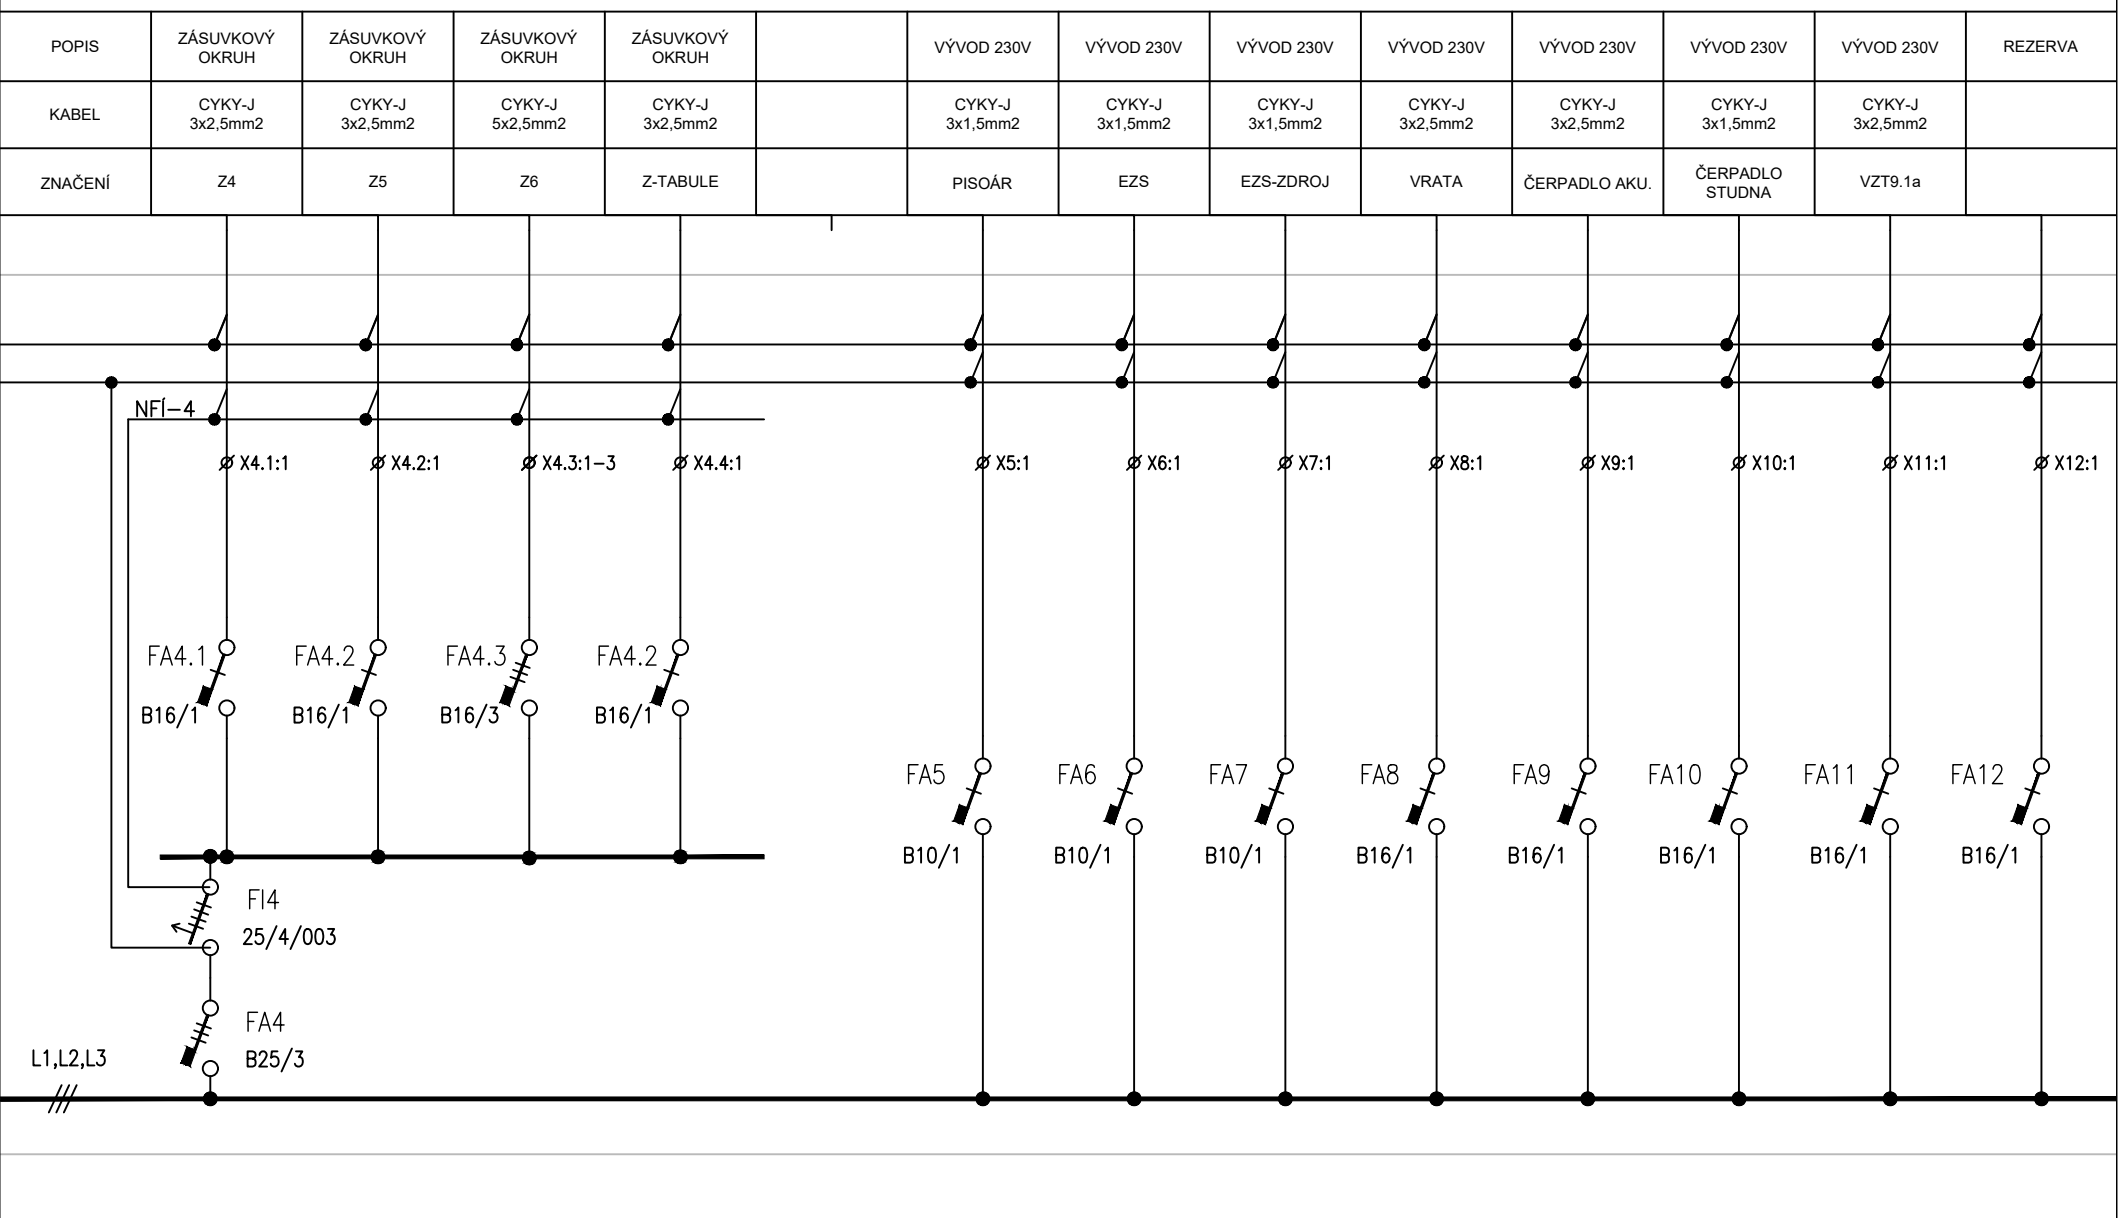 POPIS
ZÁSUVKOVÝ
OKRUH
ZÁSUVKOVÝ
OKRUH
ZÁSUVKOVÝ
OKRUH
ZÁSUVKOVÝ
OKRUH
VÝVOD 230V
VÝVOD 230V
VÝVOD 230V
VÝVOD 230V
VÝVOD 230V
VÝVOD 230V
VÝVOD 230V
REZERVA
KABEL
CYKY-J
3x2,5mm2
CYKY-J
3x2,5mm2
CYKY-J
5x2,5mm2
CYKY-J
3x2,5mm2
CYKY-J
3x1,5mm2
CYKY-J
3x1,5mm2
CYKY-J
3x1,5mm2
CYKY-J
3x2,5mm2
CYKY-J
3x2,5mm2
CYKY-J
3x1,5mm2
CYKY-J
3x2,5mm2
ZNAČENÍ
Z4
Z5
Z6
Z-TABULE
PISOÁR
EZS
EZS-ZDROJ
VRATA
ČERPADLO AKU.
ČERPADLO
STUDNA
VZT9.1a
NFÍ-4
X4.1:1
X4.2:1
X4.3:1-3
X4.4:1
X5:1
X6:1
X7:1
X8:1
X9:1
X10:1
X11:1
X12:1
FA4.1
B16/1
FA4.2
B16/1
FA4.3
B16/3
FA4.2
B16/1
FA5
B10/1
FA6
B10/1
FA7
B10/1
FA8
B16/1
FA9
B16/1
FA10
B16/1
FA11
B16/1
FA12
B16/1
FI4
25/4/003
FA4
B25/3
L1,L2,L3